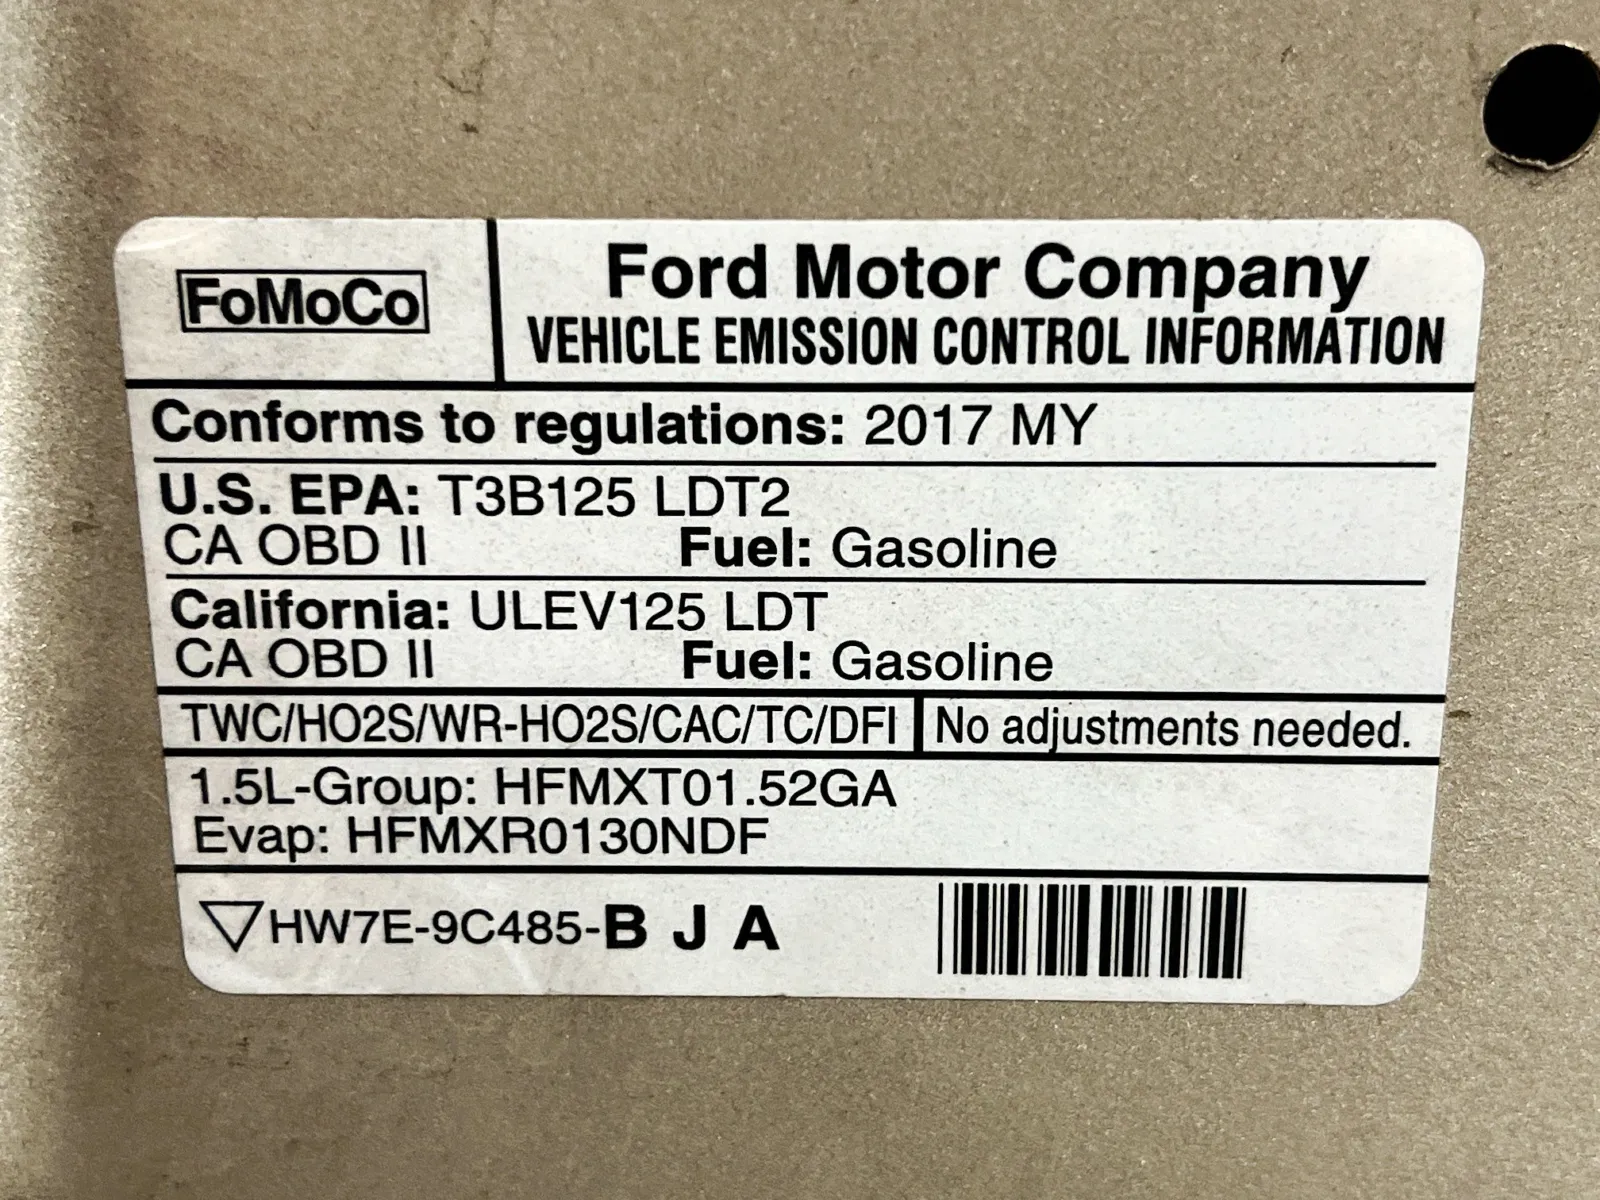 FoMoCo
Ford Motor Company
VEHICLE EMISSION CONTROL INFORMATION
Conforms to regulations: 2017 MY
U.S. EPA: T3B125 LDT2
CA OBD II Fuel: Gasoline
California: ULEV125 LDT
CA OBD II Fuel: Gasoline
TWC/HO2S/WR-HO2S/CAC/TC/DFI No adjustments needed.
1.5L-Group: HFMXT01.52GA
Evap: HFMXR0130NDF
HW7E-9C485-B J A